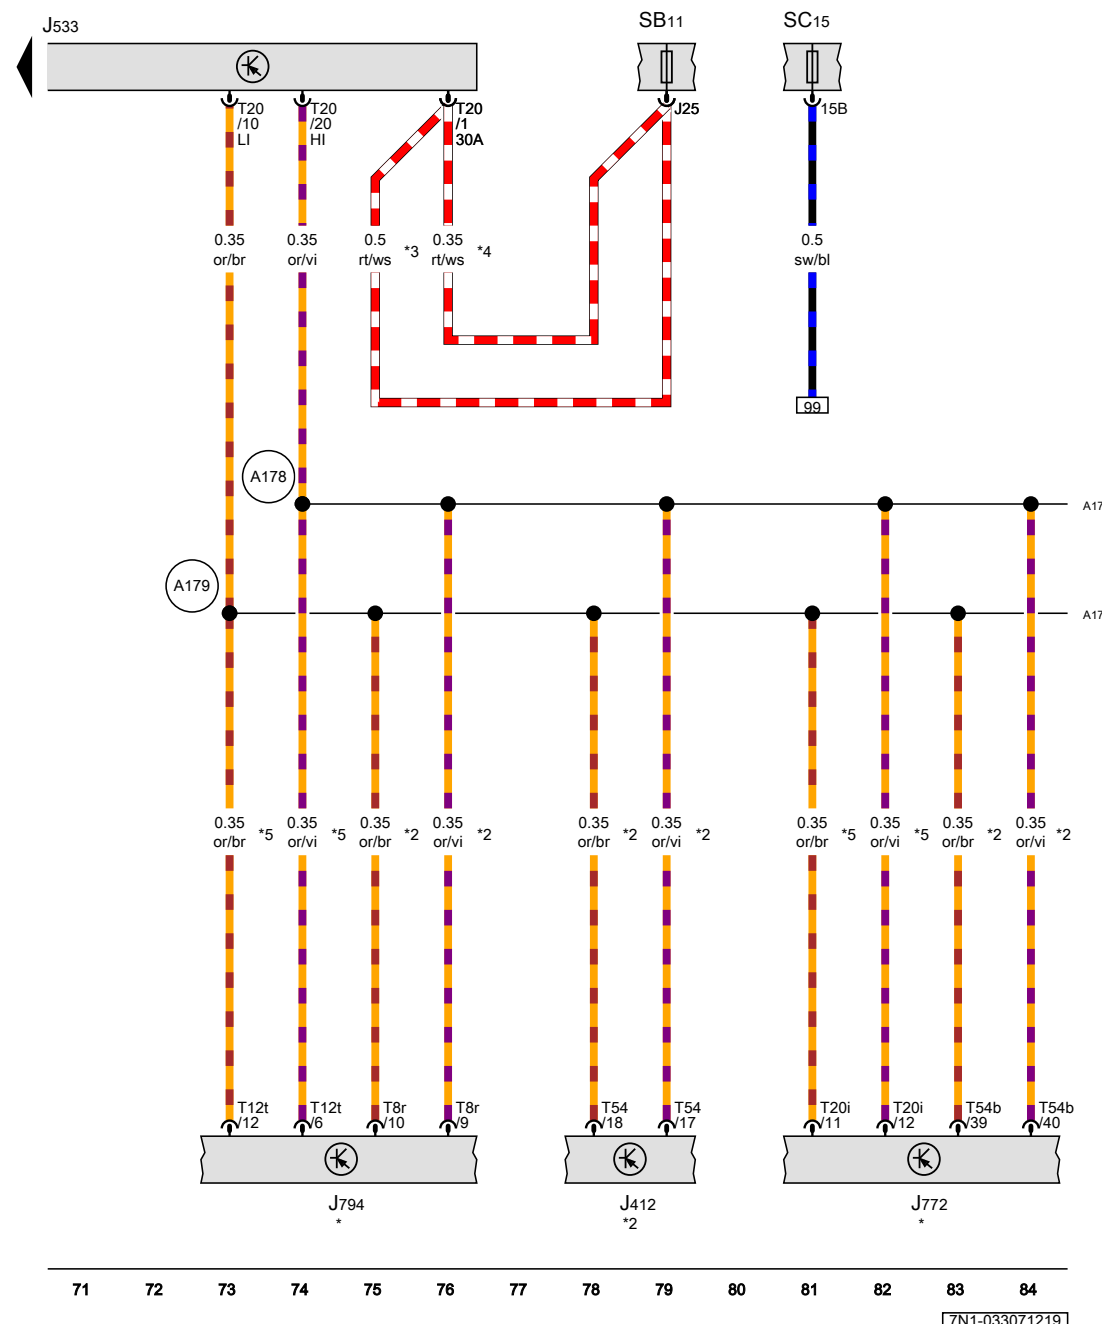 J533
SB11
SC15
T20
/10
LI
T20
/20
HI
T20
/1
30A
J25
15B
0.35
or/br
0.35
or/vi
0.5
rt/ws
*3
0.35
rt/ws
*4
0.5
sw/bl
99
A178
A17
A179
A17
0.35
or/br
*5
0.35
or/vi
*5
0.35
or/br
*2
0.35
or/vi
*2
0.35
or/br
*2
0.35
or/vi
*2
0.35
or/br
*5
0.35
or/vi
*5
0.35
or/br
*2
0.35
or/vi
*2
T12t
/12
T12t
/6
T8r
/10
T8r
/9
T54
/18
T54
/17
T20i
/11
T20i
/12
T54b
/39
T54b
/40
J794
*
J412
*2
J772
*
71 72 73 74 75 76 77 78 79 80 81 82 83 84
7N1-033071219